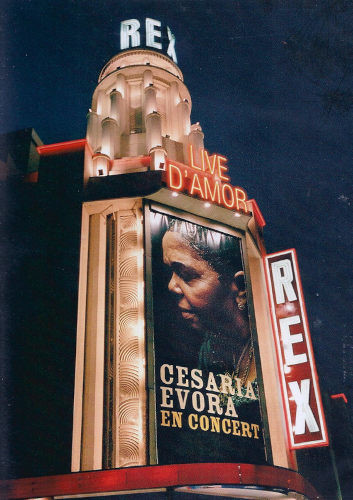 REX
LIVE
D'AMOR
CESARIA
EVORA
EN CONCERT
REX